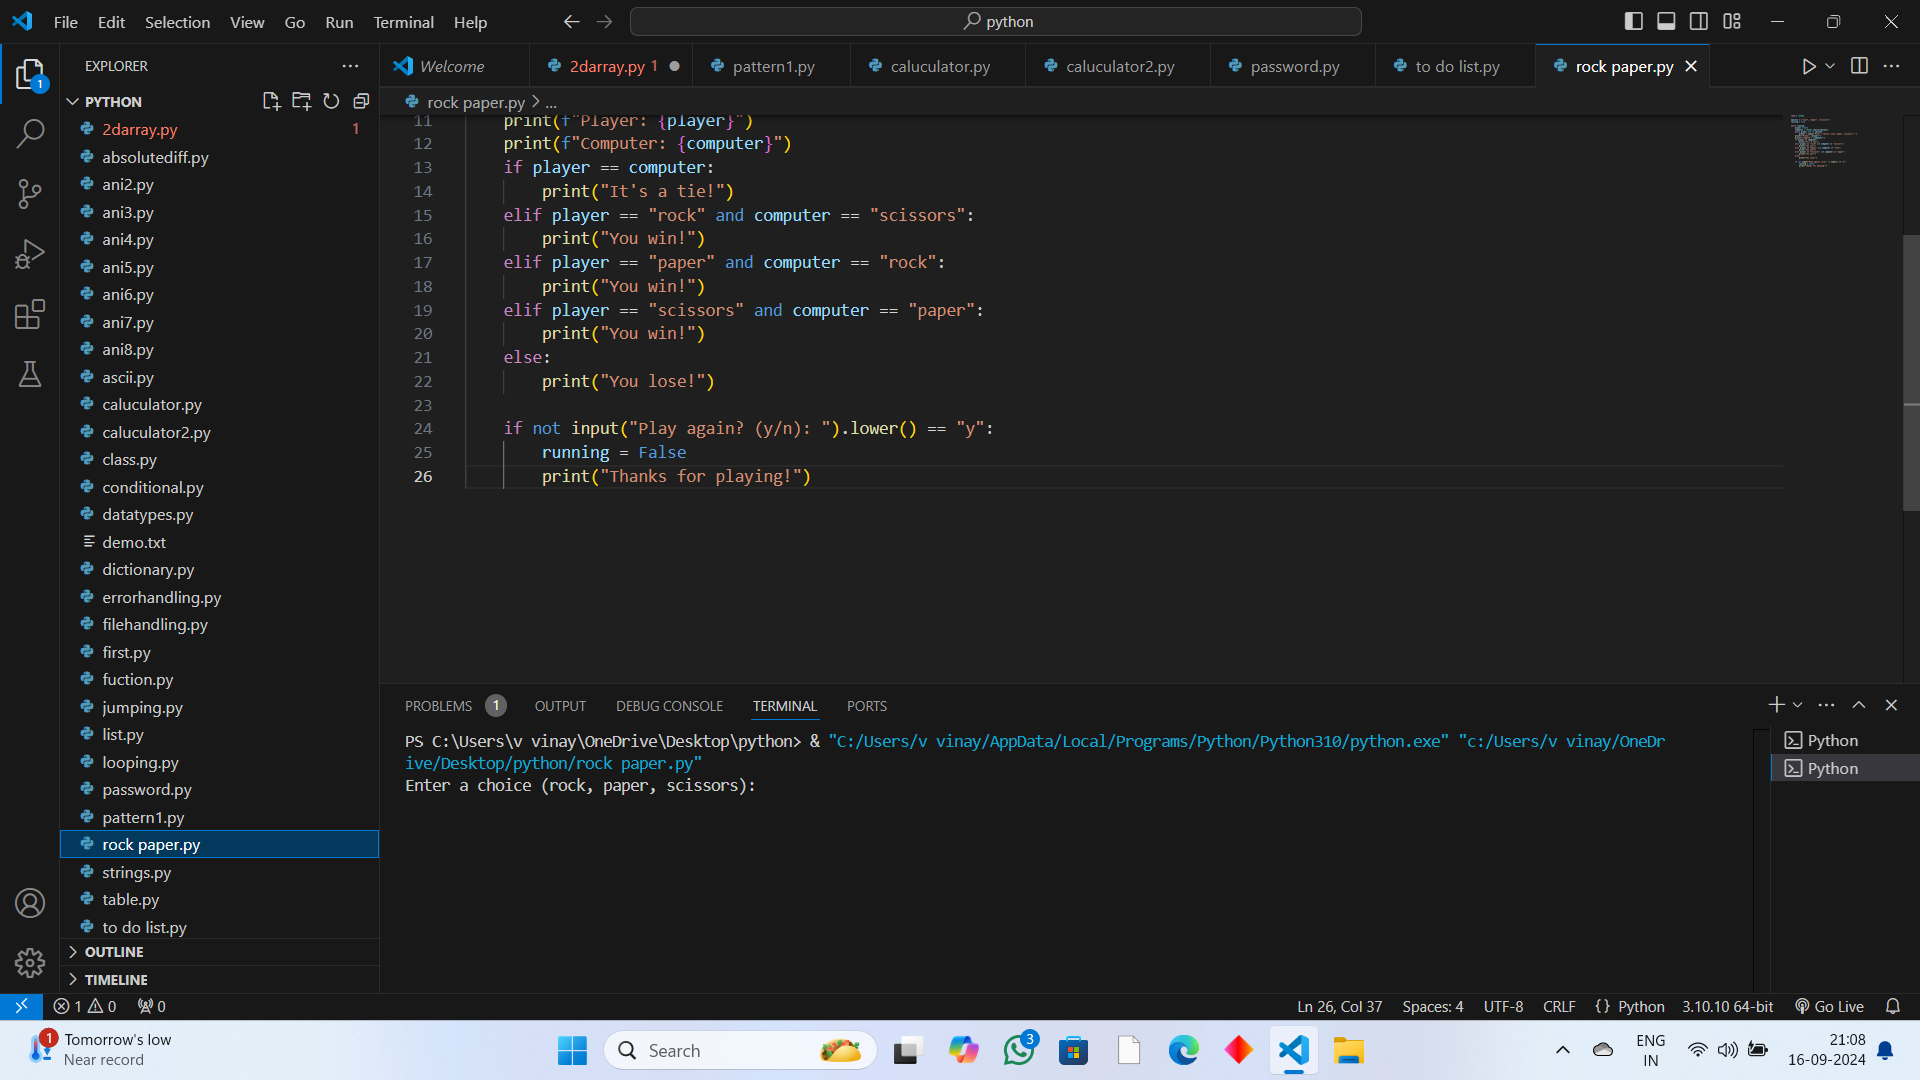 File Edit Selection View Go Run Terminal Help
python
EXPLORER
PYTHON
1
2darray.py 1
absolutediff.py
ani2.py
ani3.py
ani4.py
ani5.py
ani6.py
ani7.py
ani8.py
ascii.py
caluculator.py
caluculator2.py
class.py
conditional.py
datatypes.py
demo.txt
dictionary.py
errorhandling.py
filehandling.py
first.py
fuction.py
jumping.py
list.py
looping.py
password.py
pattern1.py
rock paper.py
strings.py
table.py
to do list.py
OUTLINE
TIMELINE
Welcome 2darray.py 1 pattern1.py caluculator.py caluculator2.py password.py to do list.py rock paper.py
rock paper.py > ...
11 print(f"Player: {player}")
12 print(f"Computer: {computer}")
13 if player == computer:
14 print("It's a tie!")
15 elif player == "rock" and computer == "scissors":
16 print("You win!")
17 elif player == "paper" and computer == "rock":
18 print("You win!")
19 elif player == "scissors" and computer == "paper":
20 print("You win!")
21 else:
22 print("You lose!")
23
24 if not input("Play again? (y/n): ").lower() == "y":
25 running = False
26 print("Thanks for playing!")
PROBLEMS 1 OUTPUT DEBUG CONSOLE TERMINAL PORTS
PS C:\Users\v vinay\OneDrive\Desktop\python> & "C:/Users/v vinay/AppData/Local/Programs/Python/Python310/python.exe" "c:/Users/v vinay/OneDr
ive/Desktop/python/rock paper.py"
Enter a choice (rock, paper, scissors):
Python
Python
1 0 0
Ln 26, Col 37 Spaces: 4 UTF-8 CRLF {} Python 3.10.10 64-bit Go Live
1
Tomorrow's low
Near record
Search
3
ENG
IN
21:08
16-09-2024